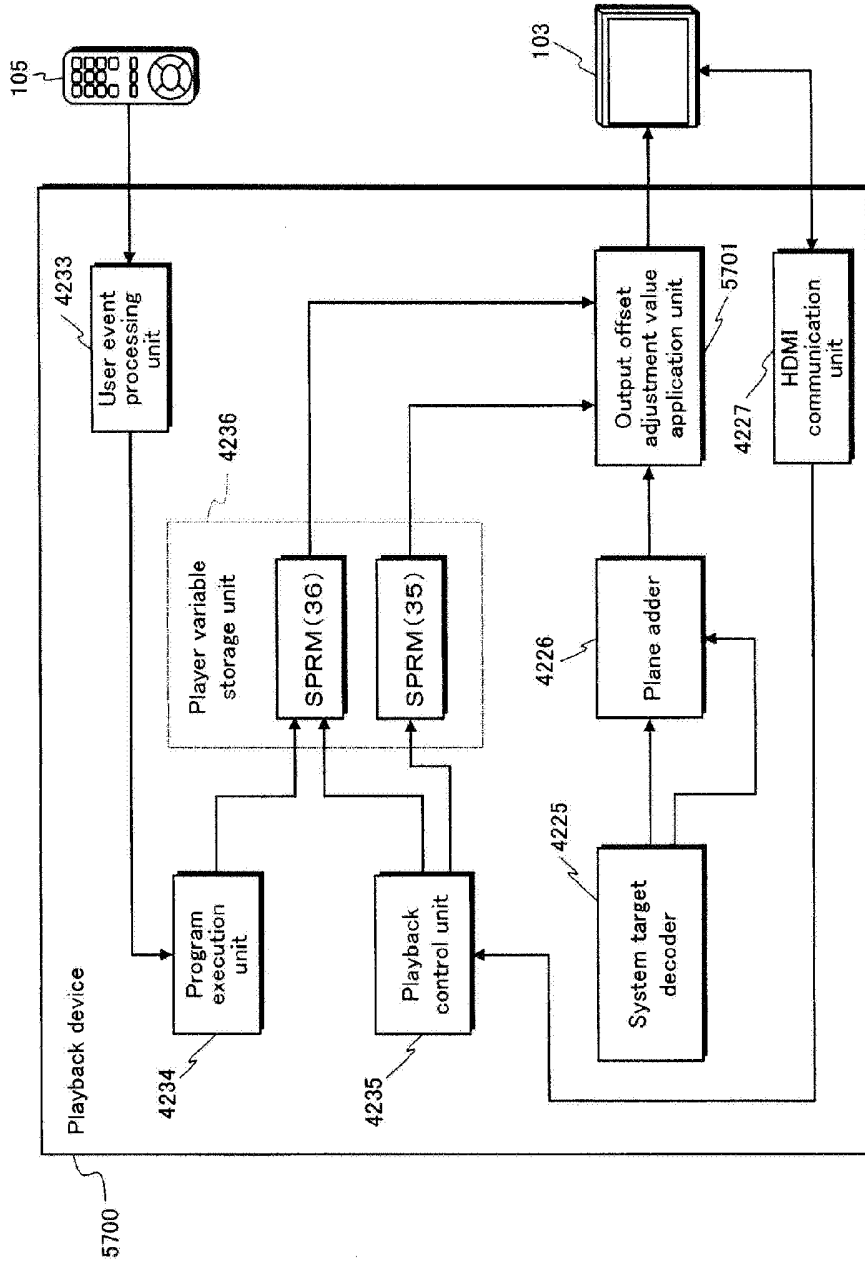 5700
Playback device
105
4233
User event
processing
unit
4236
Player variable
storage unit
SPRM(36)
SPRM(35)
4234
Program
execution
unit
4235
Playback
control unit
103
5701
Output offset
adjustment value
application unit
4226
Plane adder
4225
System target
decoder
4227
HDMI
communication
unit